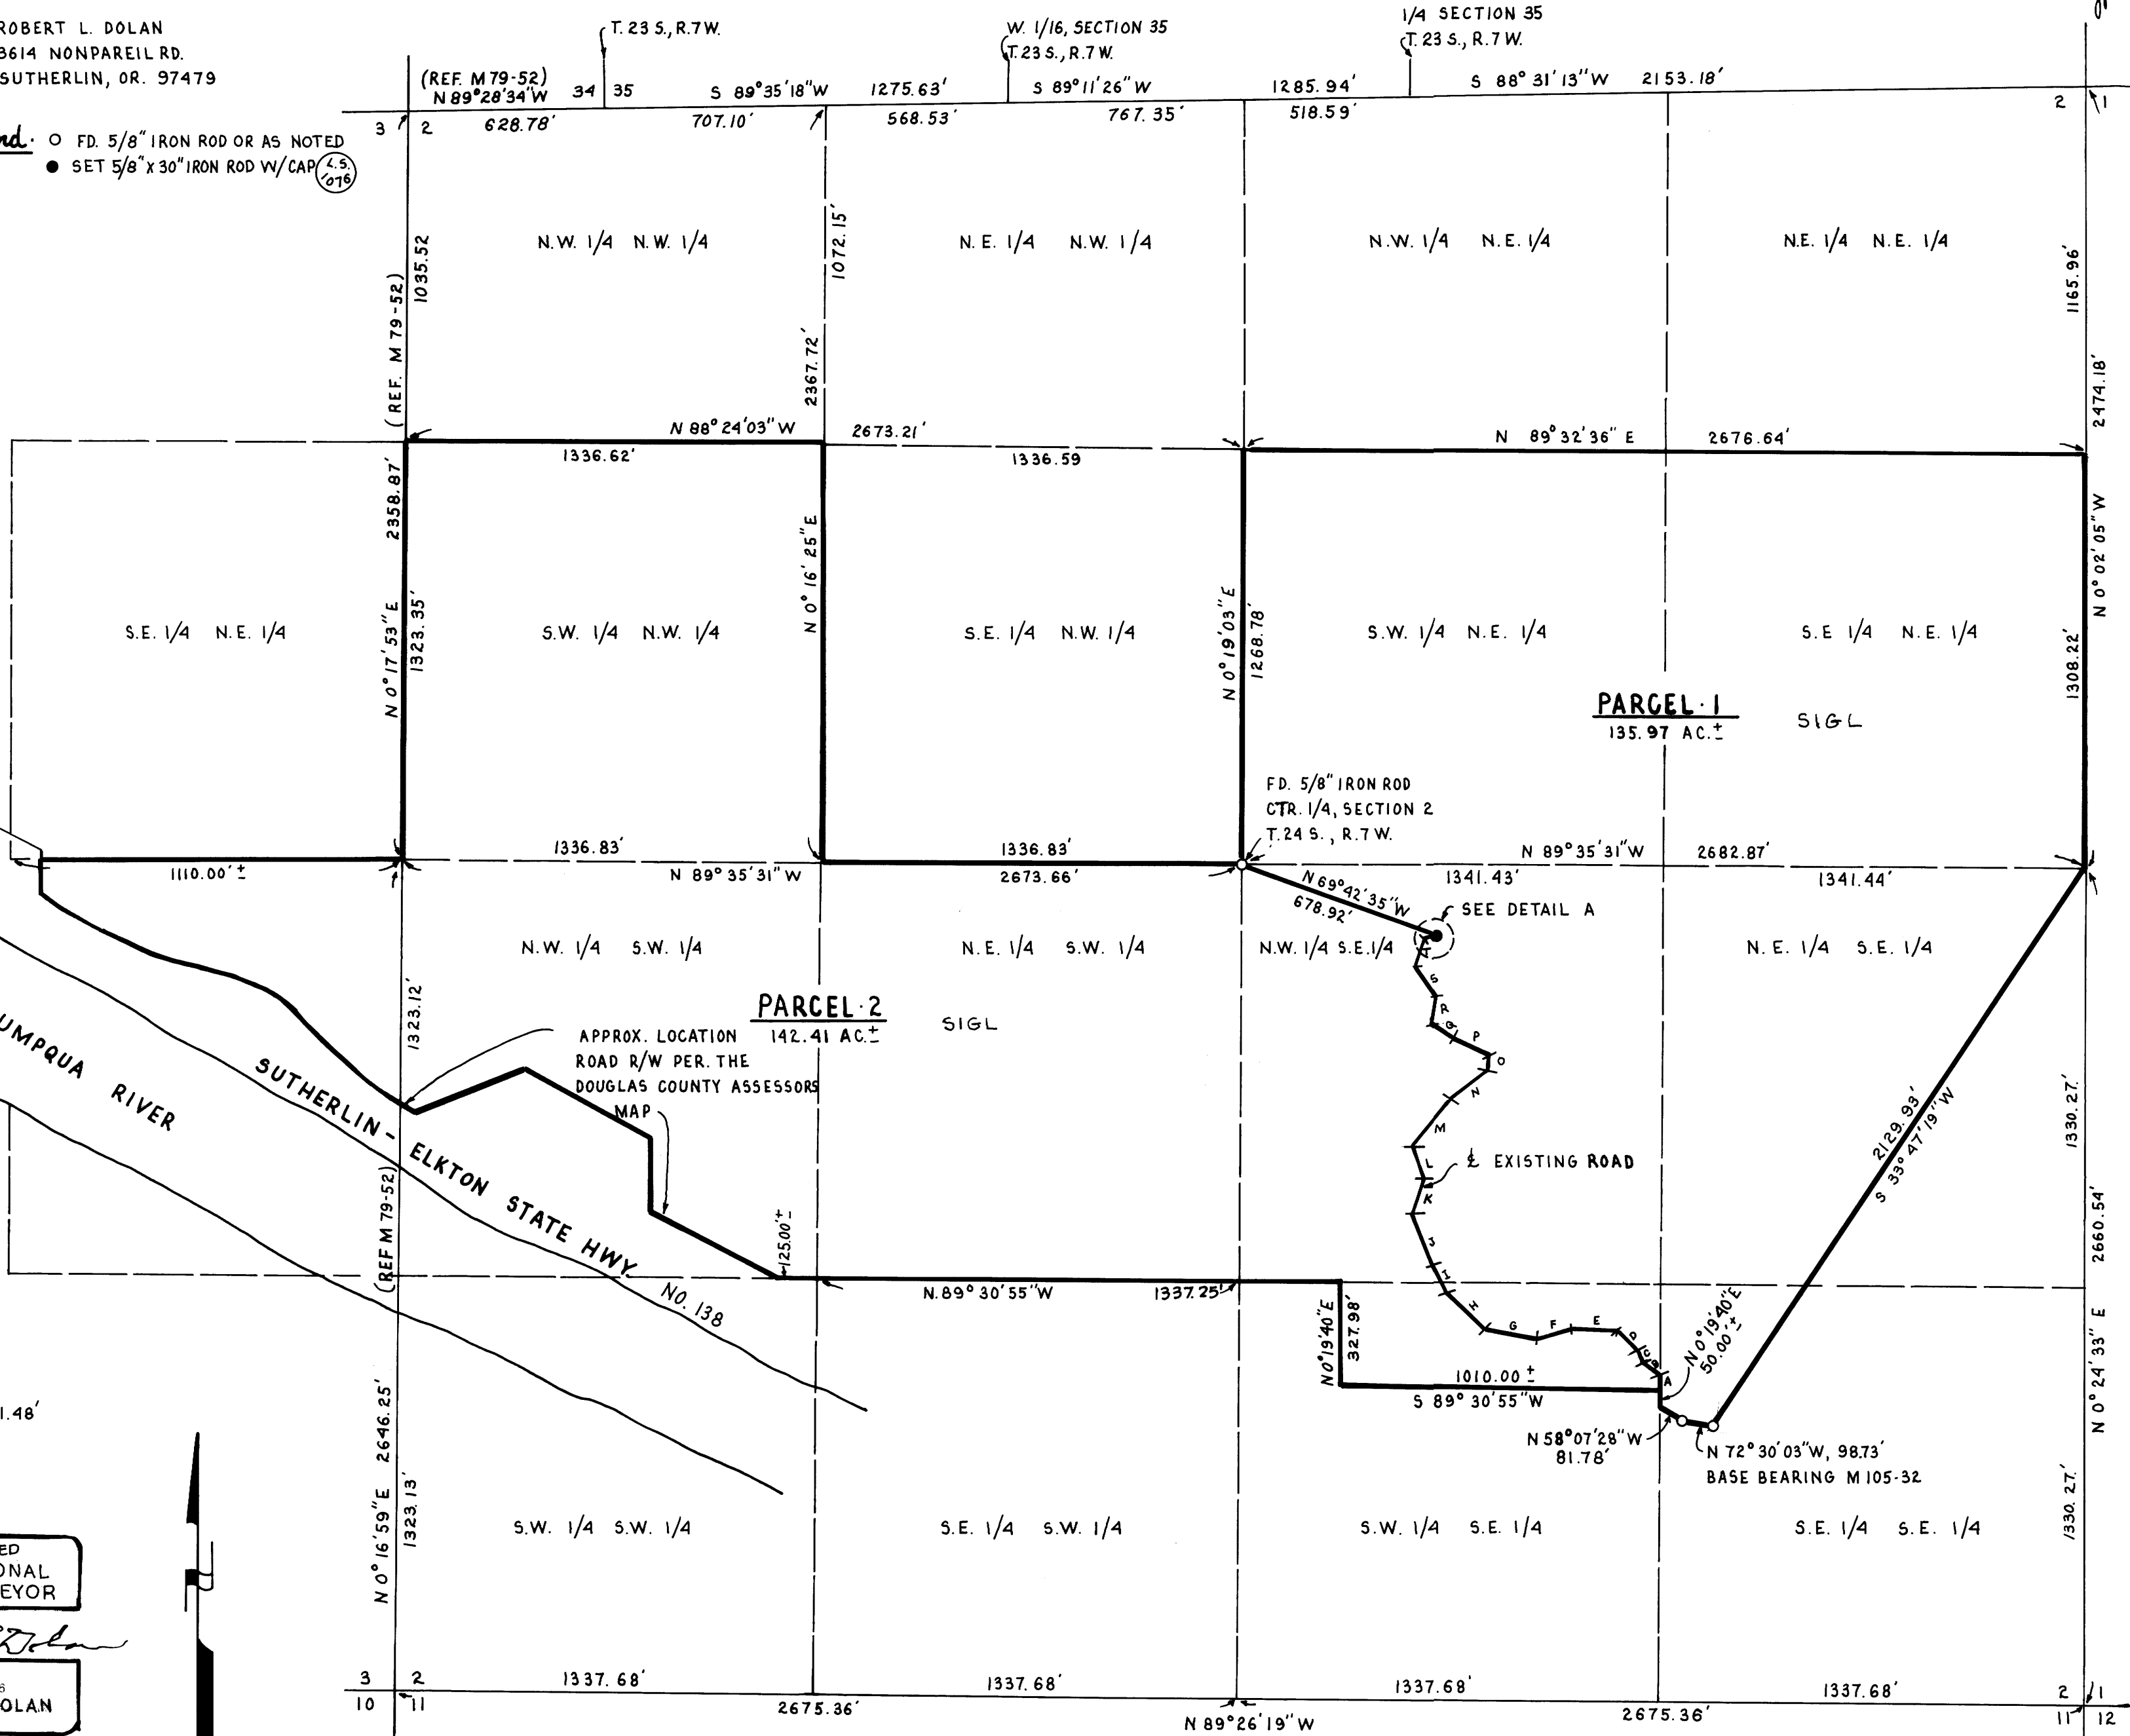 ROBERT L. DOLAN
3614 NONPAREIL RD.
SUTHERLIN, OR. 97479
O FD. 5/8" IRON ROD OR AS NOTED
● SET 5/8" X 30" IRON ROD W/ CAP L.S. 1076
T. 23 S., R. 7 W.
W. 1/16, SECTION 35
T. 23 S., R. 7 W.
1/4 SECTION 35
T. 23 S., R. 7 W.
(REF. M 79-52)
N 89° 28' 34" W
34 35
S 89° 35' 18" W
1275.63'
S 89° 11' 26" W
1285.94'
S 88° 31' 13" W 2153.18'
3 2
628.78'
707.10'
568.53'
767.35'
518.59'
2 1
N.W. 1/4 N.W. 1/4
N.E. 1/4 N.W. 1/4
N.W. 1/4 N.E. 1/4
N.E. 1/4 N.E. 1/4
(REF. M 79-52)
1035.52
1072.15'
2367.72'
1165.96'
2474.18'
N 88° 24' 03" W 2673.21'
N 89° 32' 36" E 2676.64'
1336.62'
1336.59
2358.87'
N 0° 17' 53" E
1323.35'
N 0° 16' 25" E
N 0° 19' 03" E
1268.78'
N 0° 02' 05" W
1308.22'
S.E. 1/4 N.E. 1/4
S.W. 1/4 N.W. 1/4
S.E. 1/4 N.W. 1/4
S.W. 1/4 N.E. 1/4
S.E 1/4 N.E. 1/4
PARCEL · 1
135.97 AC.±
SIGL
FD. 5/8" IRON ROD
CTR. 1/4, SECTION 2
T. 24 S., R. 7 W.
1110.00' ±
1336.83'
N 89° 35' 31" W
1336.83'
2673.66'
N 89° 35' 31" W 2682.87'
1341.43'
1341.44'
N 69° 42' 35" W
678.92'
SEE DETAIL A
N.W. 1/4 S.W. 1/4
N.E. 1/4 S.W. 1/4
N.W. 1/4 S.E. 1/4
N.E. 1/4 S.E. 1/4
1323.12'
PARCEL · 2
142.41 AC.±
SIGL
APPROX. LOCATION
ROAD R/W PER. THE
DOUGLAS COUNTY ASSESSORS
MAP
UMPQUA RIVER
SUTHERLIN - ELKTON STATE HWY NO. 138
S
R
Q
P
O
N
M
L
K
J
I
H
G
F
E
D
C
B
A
℄ EXISTING ROAD
2129.93'
S 33° 47' 19" W
1330.27'
2660.54'
N 0° 24' 33" E
(REF M 79-52)
125.00' ±
N. 89° 30' 55" W
1337.25'
N 0° 19' 40" E
327.98'
1010.00 ±
S 89° 30' 55" W
N 0° 19' 40" E
50.00' ±
N 58° 07' 28" W
81.78'
N 72° 30' 03" W, 98.73'
BASE BEARING M 105-32
1.48'
N 0° 16' 59" E 2646.25'
1323.13'
1330.27'
S.W. 1/4 S.W. 1/4
S.E. 1/4 S.W. 1/4
S.W. 1/4 S.E. 1/4
S.E. 1/4 S.E. 1/4
3 2
10 11
1337.68'
2675.36'
1337.68'
N 89° 26' 19" W
1337.68'
2675.36'
1337.68'
2 1
11 12